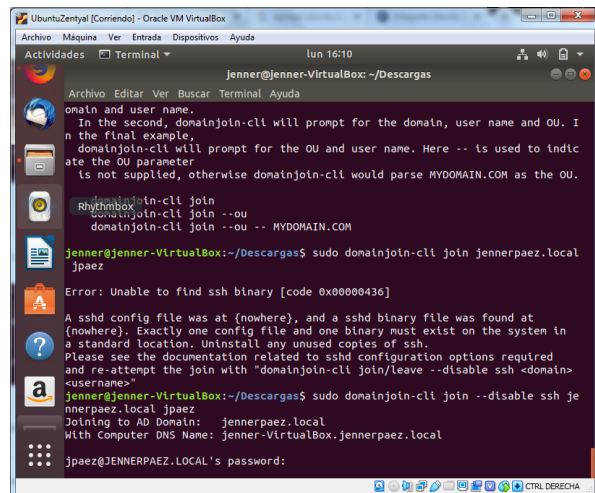 UbuntuZentyal [Corriendo] - Oracle VM VirtualBox
Archivo Máquina Ver Entrada Dispositivos Ayuda
Actividades Terminal lun 16:10
jenner@jenner-VirtualBox: ~/Descargas
Archivo Editar Ver Buscar Terminal Ayuda
omain and user name.
In the second, domainjoin-cli will prompt for the domain, user name and OU. I
n the final example,
domainjoin-cli will prompt for the OU and user name. Here -- is used to indic
ate the OU parameter
is not supplied, otherwise domainjoin-cli would parse MYDOMAIN.COM as the OU.
domainjoin-cli join
Rhythmbox
domainjoin-cli join --ou
domainjoin-cli join --ou -- MYDOMAIN.COM
jenner@jenner-VirtualBox:~/Descargas$ sudo domainjoin-cli join jennerpaez.local
jpaez
Error: Unable to find ssh binary [code 0x00000436]
A sshd config file was at {nowhere}, and a sshd binary file was found at
{nowhere}. Exactly one config file and one binary must exist on the system in
a standard location. Uninstall any unused copies of ssh.
Please see the documentation related to sshd configuration options required
and re-attempt the join with "domainjoin-cli join/leave --disable ssh <domain>
<username>"
jenner@jenner-VirtualBox:~/Descargas$ sudo domainjoin-cli join --disable ssh je
nnerpaez.local jpaez
Joining to AD Domain: jennerpaez.local
With Computer DNS Name: jenner-VirtualBox.jennerpaez.local
jpaez@JENNERPAEZ.LOCAL's password:
CTRL DERECHA